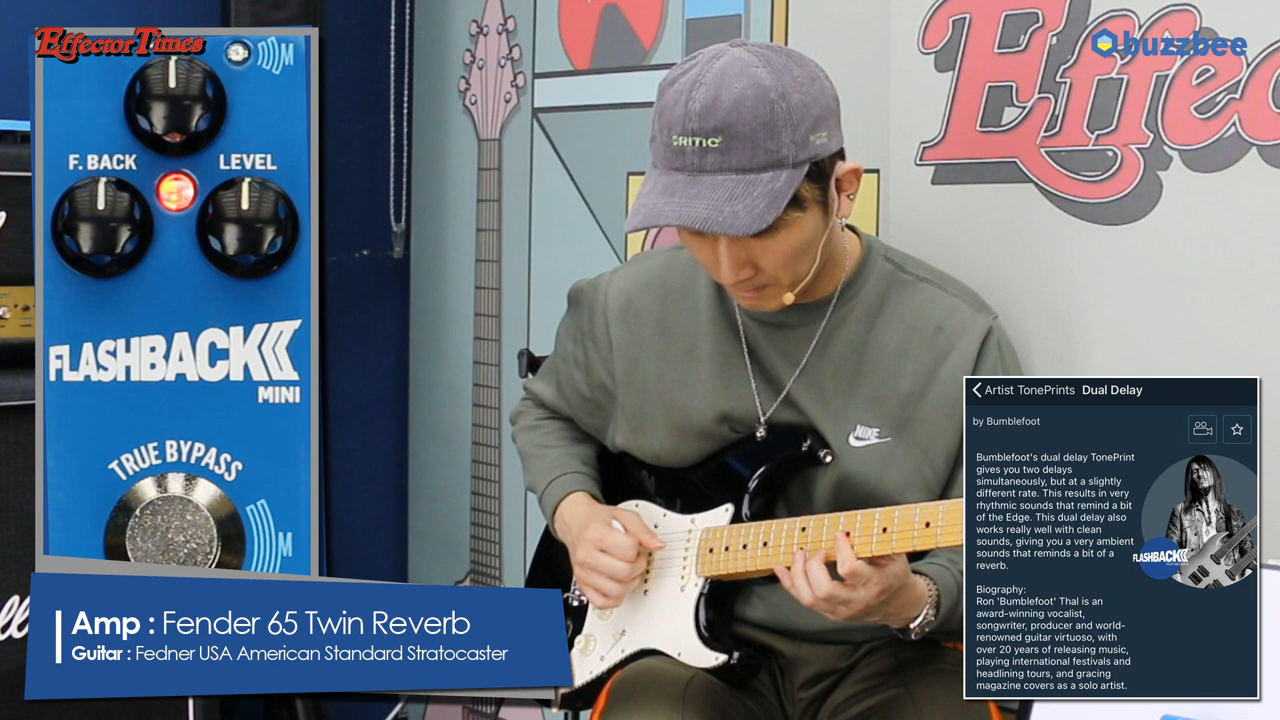 EffectorTimes
M
F. BACK
LEVEL
FLASHBACK
MINI
TRUE BYPASS
M
Amp : Fender 65 Twin Reverb
Guitar : Fedner USA American Standard Stratocaster
CRITIC
NIKE
Effec
buzzbee
Artist TonePrints Dual Delay
by Bumblefoot
Bumblefoot's dual delay TonePrint
gives you two delays
simultaneously, but at a slightly
different rate. This results in very
rhythmic sounds that remind a bit
of the Edge. This dual delay also
works really well with clean
sounds, giving you a very ambient
sounds that reminds a bit of a
reverb.
FLASHBACK
Biography:
Ron 'Bumblefoot' Thal is an
award-winning vocalist,
songwriter, producer and world-
renowned guitar virtuoso, with
over 20 years of releasing music,
playing international festivals and
headlining tours, and gracing
magazine covers as a solo artist.